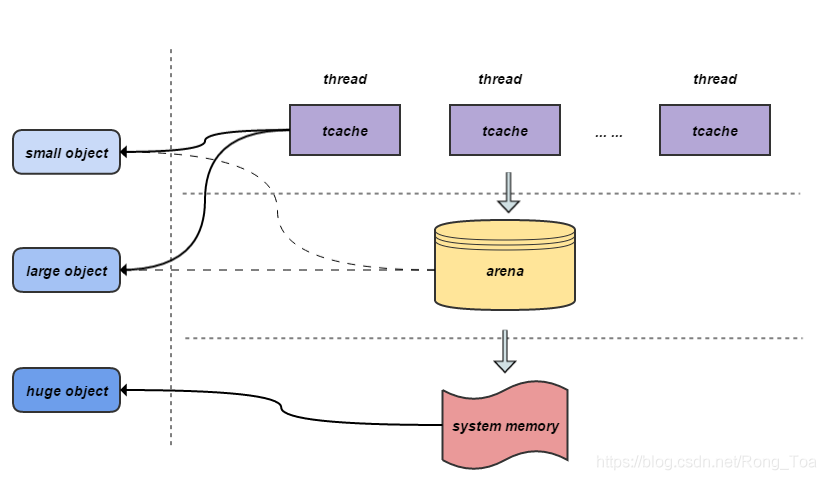 thread
thread
thread
tcache
tcache
... ...
tcache
small object
large object
arena
huge object
system memory
https://blog.csdn.net/Rong_Toa